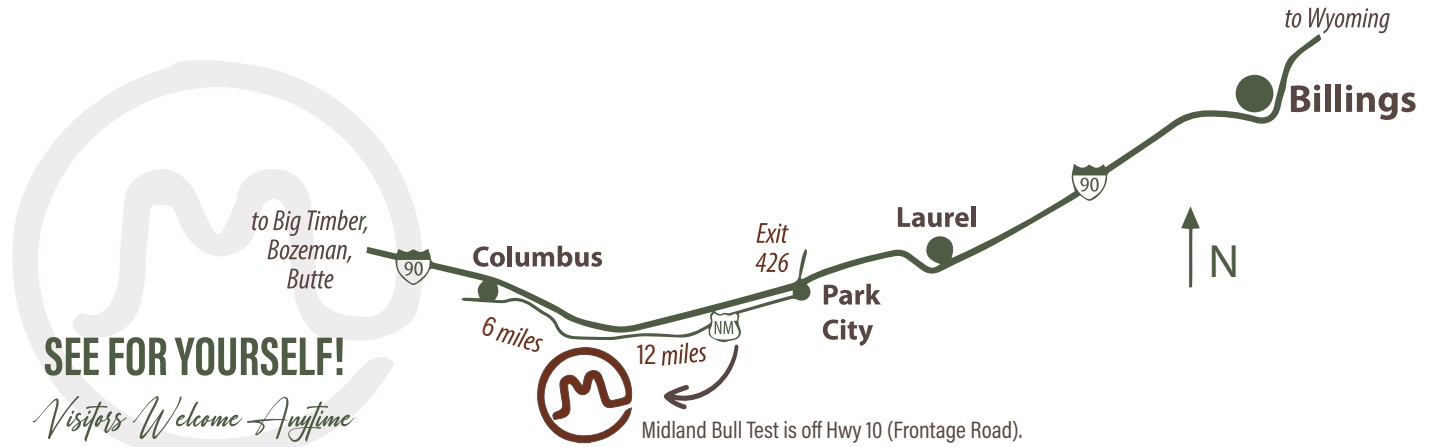 to Wyoming
Billings
90
Laurel
to Big Timber,
Bozeman,
Butte
90
Columbus
Exit
426
Park
City
N
NM
6 miles
12 miles
SEE FOR YOURSELF!
Visitors Welcome Anytime
M
Midland Bull Test is off Hwy 10 (Frontage Road).